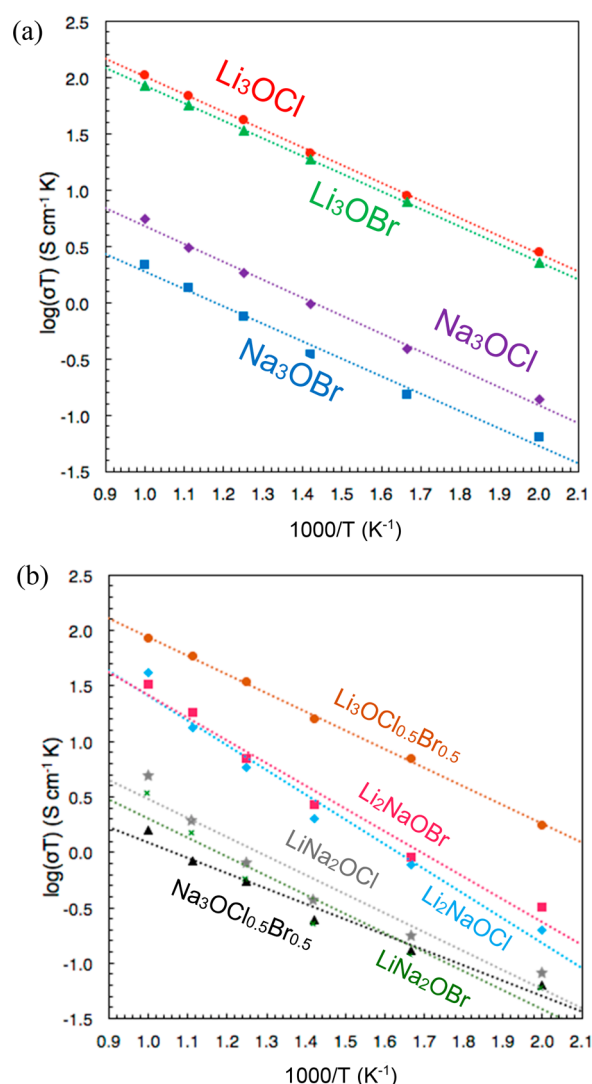 (a)
2.5
2.0
1.5
1.0
0.5
0.0
-0.5
-1.0
-1.5
log(σT) (S cm⁻¹ K)
Li₃OCl
Li₃OBr
Na₃OCl
Na₃OBr
0.9 1.0 1.1 1.2 1.3 1.4 1.5 1.6 1.7 1.8 1.9 2.0 2.1
1000/T (K⁻¹)
(b)
2.5
2.0
1.5
1.0
0.5
0.0
-0.5
-1.0
-1.5
log(σT) (S cm⁻¹ K)
Li₃OCl₀.₅Br₀.₅
Li₂NaOBr
LiNa₂OCl
Li₂NaOCl
Na₃OCl₀.₅Br₀.₅
LiNa₂OBr
0.9 1.0 1.1 1.2 1.3 1.4 1.5 1.6 1.7 1.8 1.9 2.0 2.1
1000/T (K⁻¹)